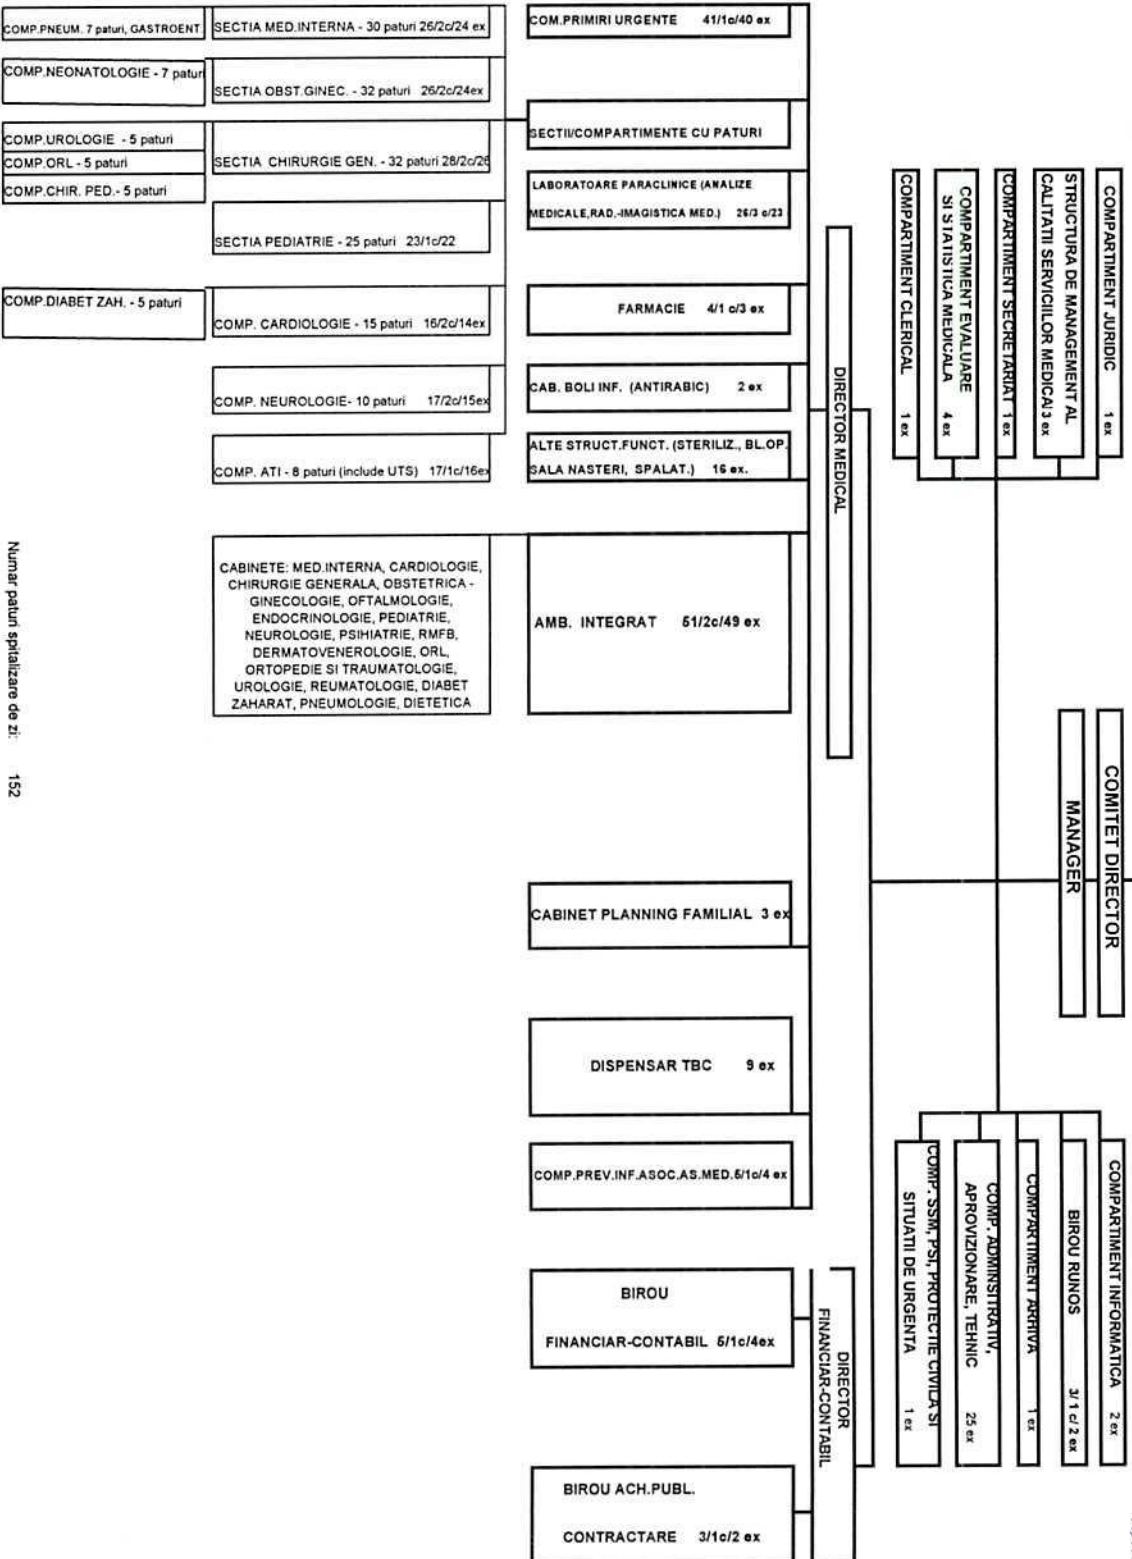 COMP.PNEUM. 7 paturi, GASTROENT
COMP.NEONATOLOGIE - 7 paturi
COMP.UROLOGIE - 5 paturi
COMP.ORL - 5 paturi
COMP.CHIR. PED.- 5 paturi
COMP.DIABET ZAH. - 5 paturi
SECTIA MED.INTERNA - 30 paturi 26/2c/24 ex
SECTIA OBST.GINEC. - 32 paturi 26/2c/24ex
SECTIA CHIRURGIE GEN. - 32 paturi 28/2c/26
SECTIA PEDIATRIE - 25 paturi 23/1c/22
COMP. CARDIOLOGIE - 15 paturi 16/2c/14ex
COMP. NEUROLOGIE- 10 paturi 17/2c/15ex
COMP. ATI - 8 paturi (include UTS) 17/1c/16ex
CABINETE: MED.INTERNA, CARDIOLOGIE,
CHIRURGIE GENERALA, OBSTETRICA -
GINECOLOGIE, OFTALMOLOGIE,
ENDOCRINOLOGIE, PEDIATRIE,
NEUROLOGIE, PSIHIATRIE, RMFB,
DERMATOVENEROLOGIE, ORL,
ORTOPEDIE SI TRAUMATOLOGIE,
UROLOGIE, REUMATOLOGIE, DIABET
ZAHARAT, PNEUMOLOGIE, DIETETICA
COM.PRIMIRI URGENTE 41/1c/40 ex
SECTII/COMPARTIMENTE CU PATURI
LABORATOARE PARACLINICE (ANALIZE
MEDICALE,RAD.-IMAGISTICA MED.) 26/3 c/23
FARMACIE 4/1 c/3 ex
CAB. BOLI INF. (ANTIRABIC) 2 ex
ALTE STRUCT.FUNCT. (STERILIZ., BL.OP.
SALA NASTERI, SPALAT.) 16 ex.
AMB. INTEGRAT 51/2c/49 ex
CABINET PLANNING FAMILIAL 3 ex
DISPENSAR TBC 9 ex
COMP.PREV.INF.ASOC.AS.MED.5/1c/4 ex
BIROU
FINANCIAR-CONTABIL 5/1c/4ex
BIROU ACH.PUBL.
CONTRACTARE 3/1c/2 ex
DIRECTOR MEDICAL
DIRECTOR
FINANCIAR-CONTABIL
COMPARTIMENT JURIDIC 1 ex
STRUCTURA DE MANAGEMENT AL
CALITATII SERVICIILOR MEDICAl 3 ex
COMPARTIMENT SECRETARIAT 1 ex
COMPARTIMENT EVALUARE
SI STATISTICA MEDICALA 4 ex
COMPARTIMENT CLERICAL 1 ex
COMITET DIRECTOR
MANAGER
COMPARTIMENT INFORMATICA 2 ex
BIROU RUNOS 3/ 1 c/ 2 ex
COMPARTIMENT ARHIVA 1 ex
COMP. ADMINSITRATIV,
APROVIZIONARE, TEHNIC 25 ex
COMP. SSM, PSI, PROTECTIE CIVILA SI
SITUATII DE URGENTA 1 ex
Numar paturi spitalizare de zi: 152